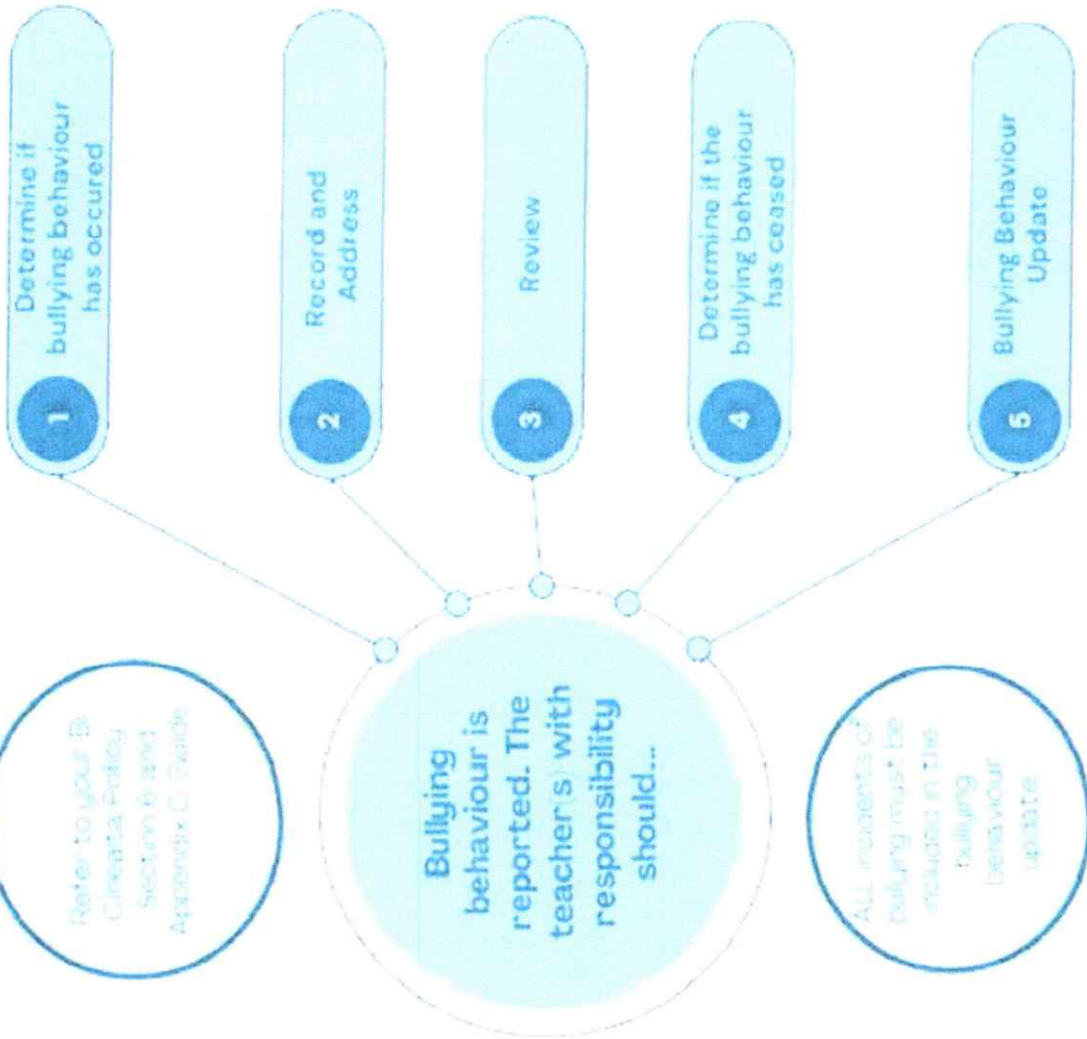 Refer to your Bí
Cineálta Policy
Section 6 and
Appendix C Guide
Bullying
behaviour is
reported. The
teacher(s) with
responsibility
should...
ALL incidents of
bullying must be
included in the
bullying
behaviour
update
1
Determine if
bullying behaviour
has occured
2
Record and
Address
3
Review
4
Determine if the
bullying behaviour
has ceased
5
Bullying Behaviour
Update